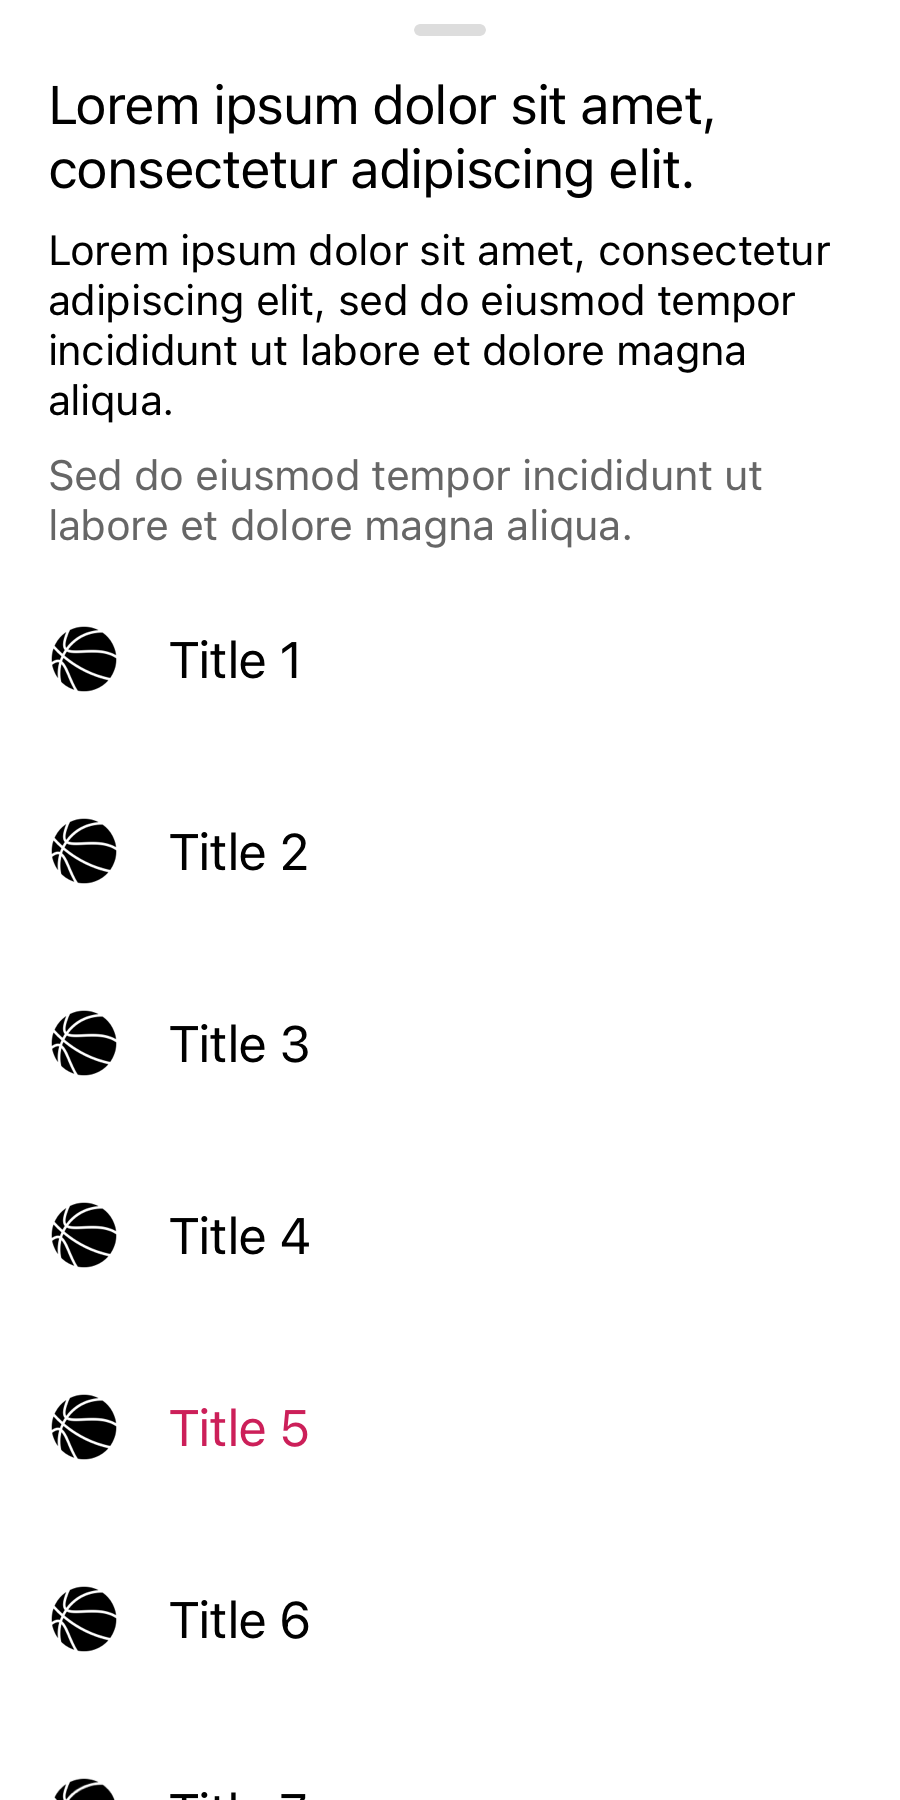 Lorem ipsum dolor sit amet,
consectetur adipiscing elit.
Lorem ipsum dolor sit amet, consectetur
adipiscing elit, sed do eiusmod tempor
incididunt ut labore et dolore magna
aliqua.
Sed do eiusmod tempor incididunt ut
labore et dolore magna aliqua.
Title 1
Title 2
Title 3
Title 4
Title 5
Title 6
Title 7